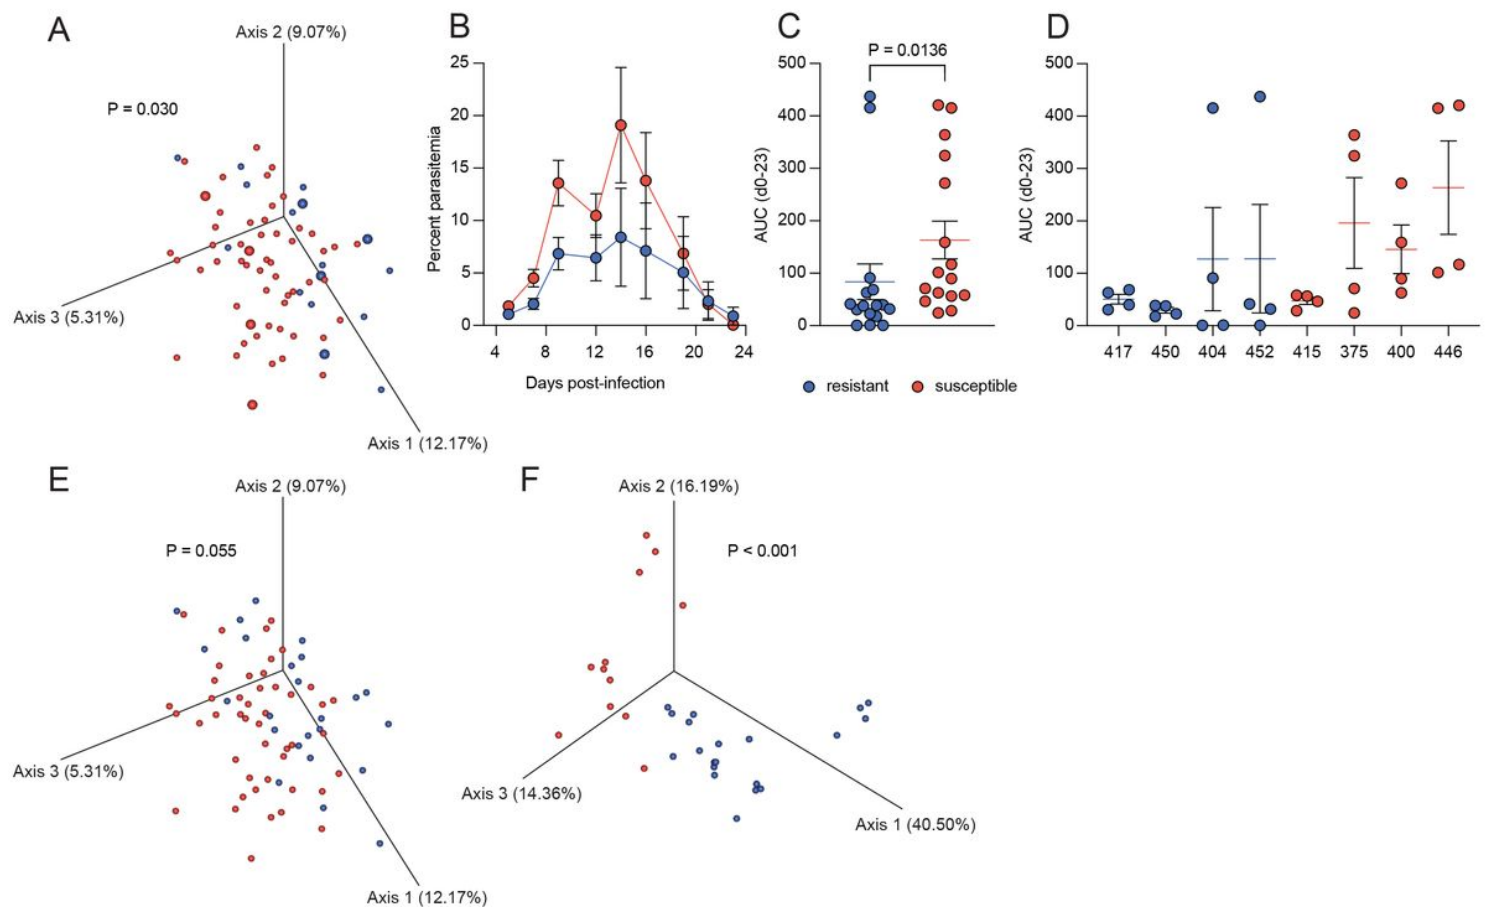 A
Axis 2 (9.07%)
P = 0.030
Axis 3 (5.31%)
Axis 1 (12.17%)
B
Percent parasitemia
25
20
15
10
5
0
4 8 12 16 20 24
Days post-infection
C
P = 0.0136
AUC (d0-23)
500
400
300
200
100
0
resistant susceptible
D
AUC (d0-23)
500
400
300
200
100
0
417 450 404 452 415 375 400 446
E
Axis 2 (9.07%)
P = 0.055
Axis 3 (5.31%)
Axis 1 (12.17%)
F
Axis 2 (16.19%)
P < 0.001
Axis 3 (14.36%)
Axis 1 (40.50%)